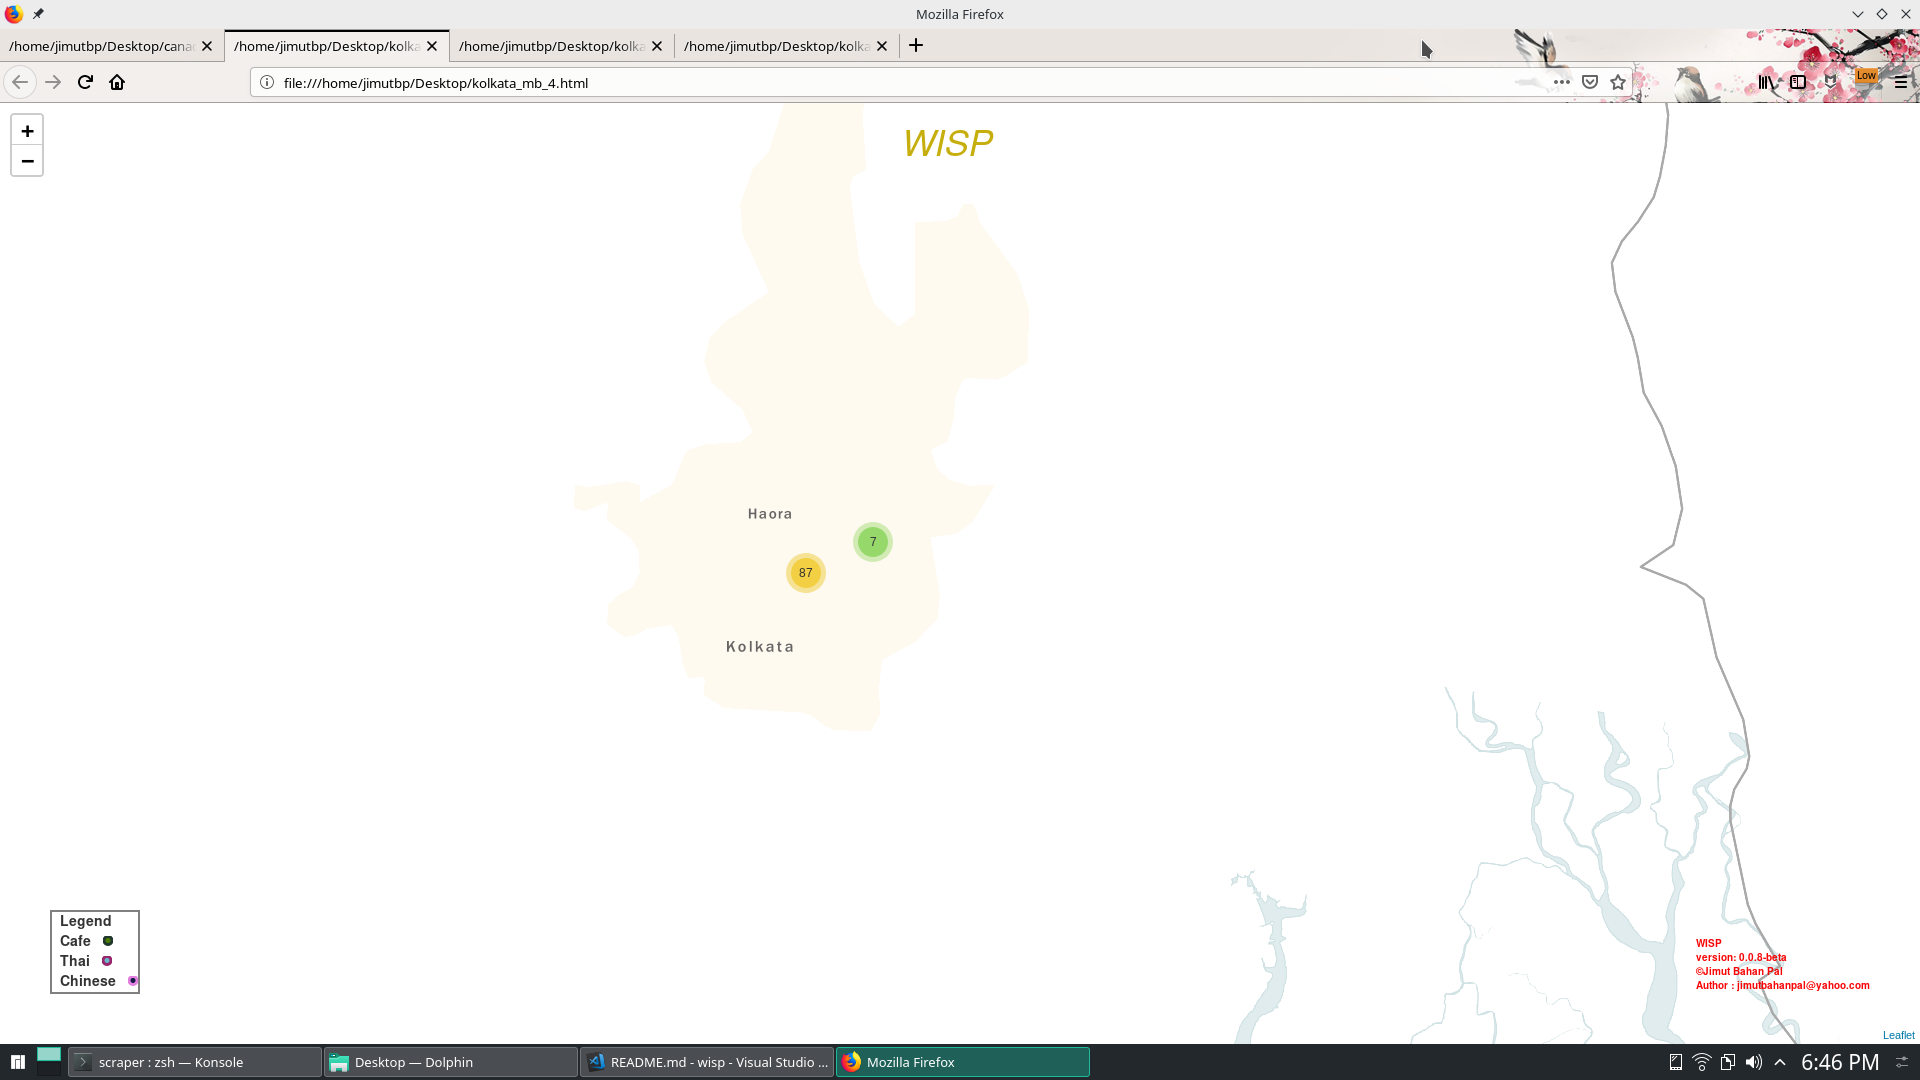 Mozilla Firefox
/home/jimutbp/Desktop/cana
/home/jimutbp/Desktop/kolka
/home/jimutbp/Desktop/kolka
/home/jimutbp/Desktop/kolka
file:///home/jimutbp/Desktop/kolkata_mb_4.html
Low
+
−
WISP
Haora
7
87
Kolkata
Legend
Cafe
Thai
Chinese
WISP
version: 0.0.8-beta
©Jimut Bahan Pal
Author : jimutbahanpal@yahoo.com
Leaflet
scraper : zsh — Konsole
Desktop — Dolphin
README.md - wisp - Visual Studio ...
Mozilla Firefox
6:46 PM